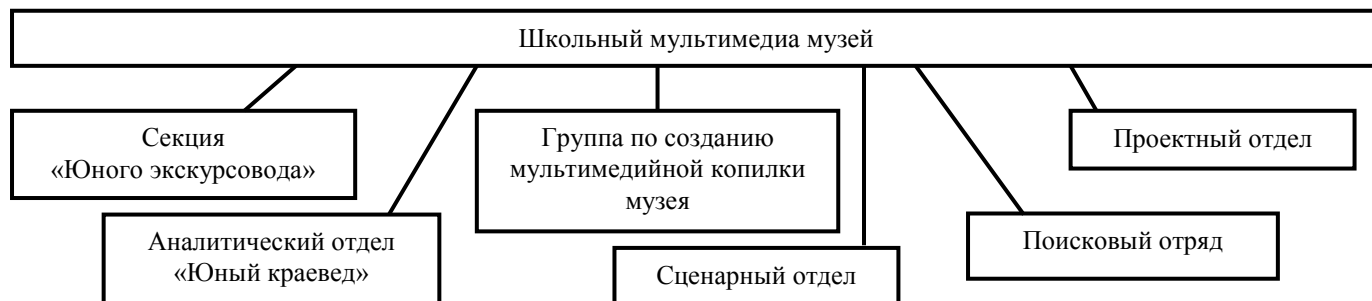 Школьный мультимедиа музей
Секция
«Юного экскурсовода»
Группа по созданию
мультимедийной копилки
музея
Проектный отдел
Аналитический отдел
«Юный краевед»
Сценарный отдел
Поисковый отряд